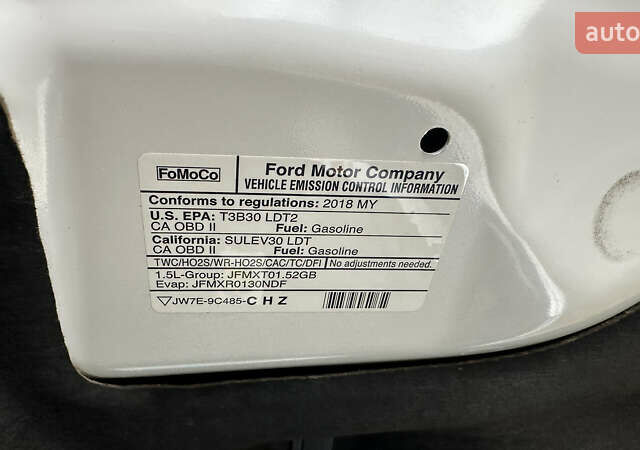 auto
FoMoCo
Ford Motor Company
VEHICLE EMISSION CONTROL INFORMATION
Conforms to regulations: 2018 MY
U.S. EPA: T3B30 LDT2
CA OBD II Fuel: Gasoline
California: SULEV30 LDT
CA OBD II Fuel: Gasoline
TWC/HO2S/WR-HO2S/CAC/TC/DFI No adjustments needed.
1.5L-Group: JFMXT01.52GB
Evap: JFMXR0130NDF
JW7E-9C485-C H Z